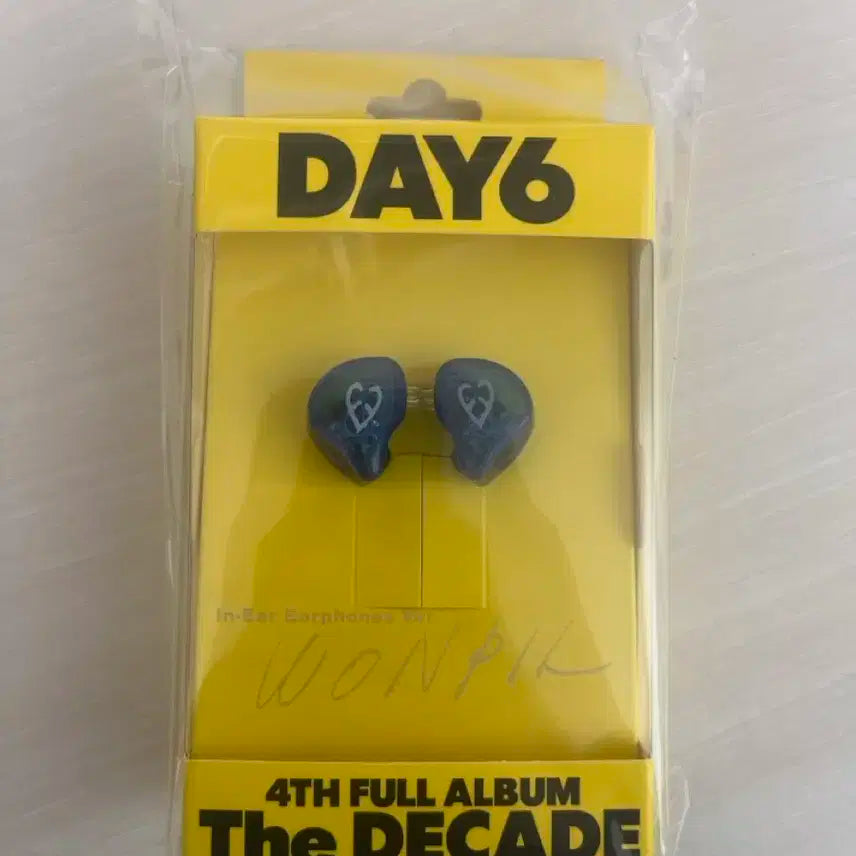 DAY6
In-Ear Earphones Ver
WONPIL
4TH FULL ALBUM
The DECADE